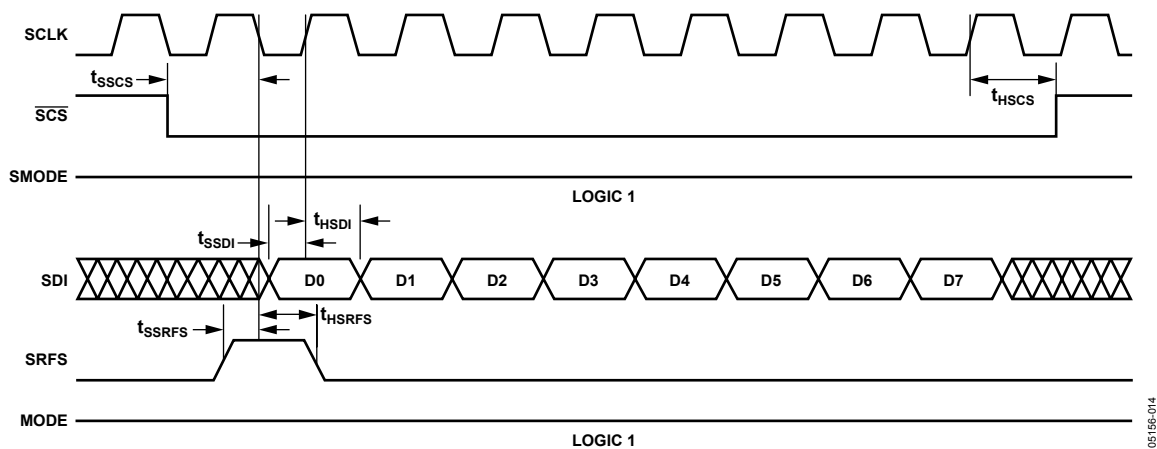 SCLK
tSSCS
tHSCS
SCS
SMODE
LOGIC 1
tHSDI
tSSDI
SDI
D0 D1 D2 D3 D4 D5 D6 D7
tHSRFS
tSSRFS
SRFS
MODE
LOGIC 1
05156-014